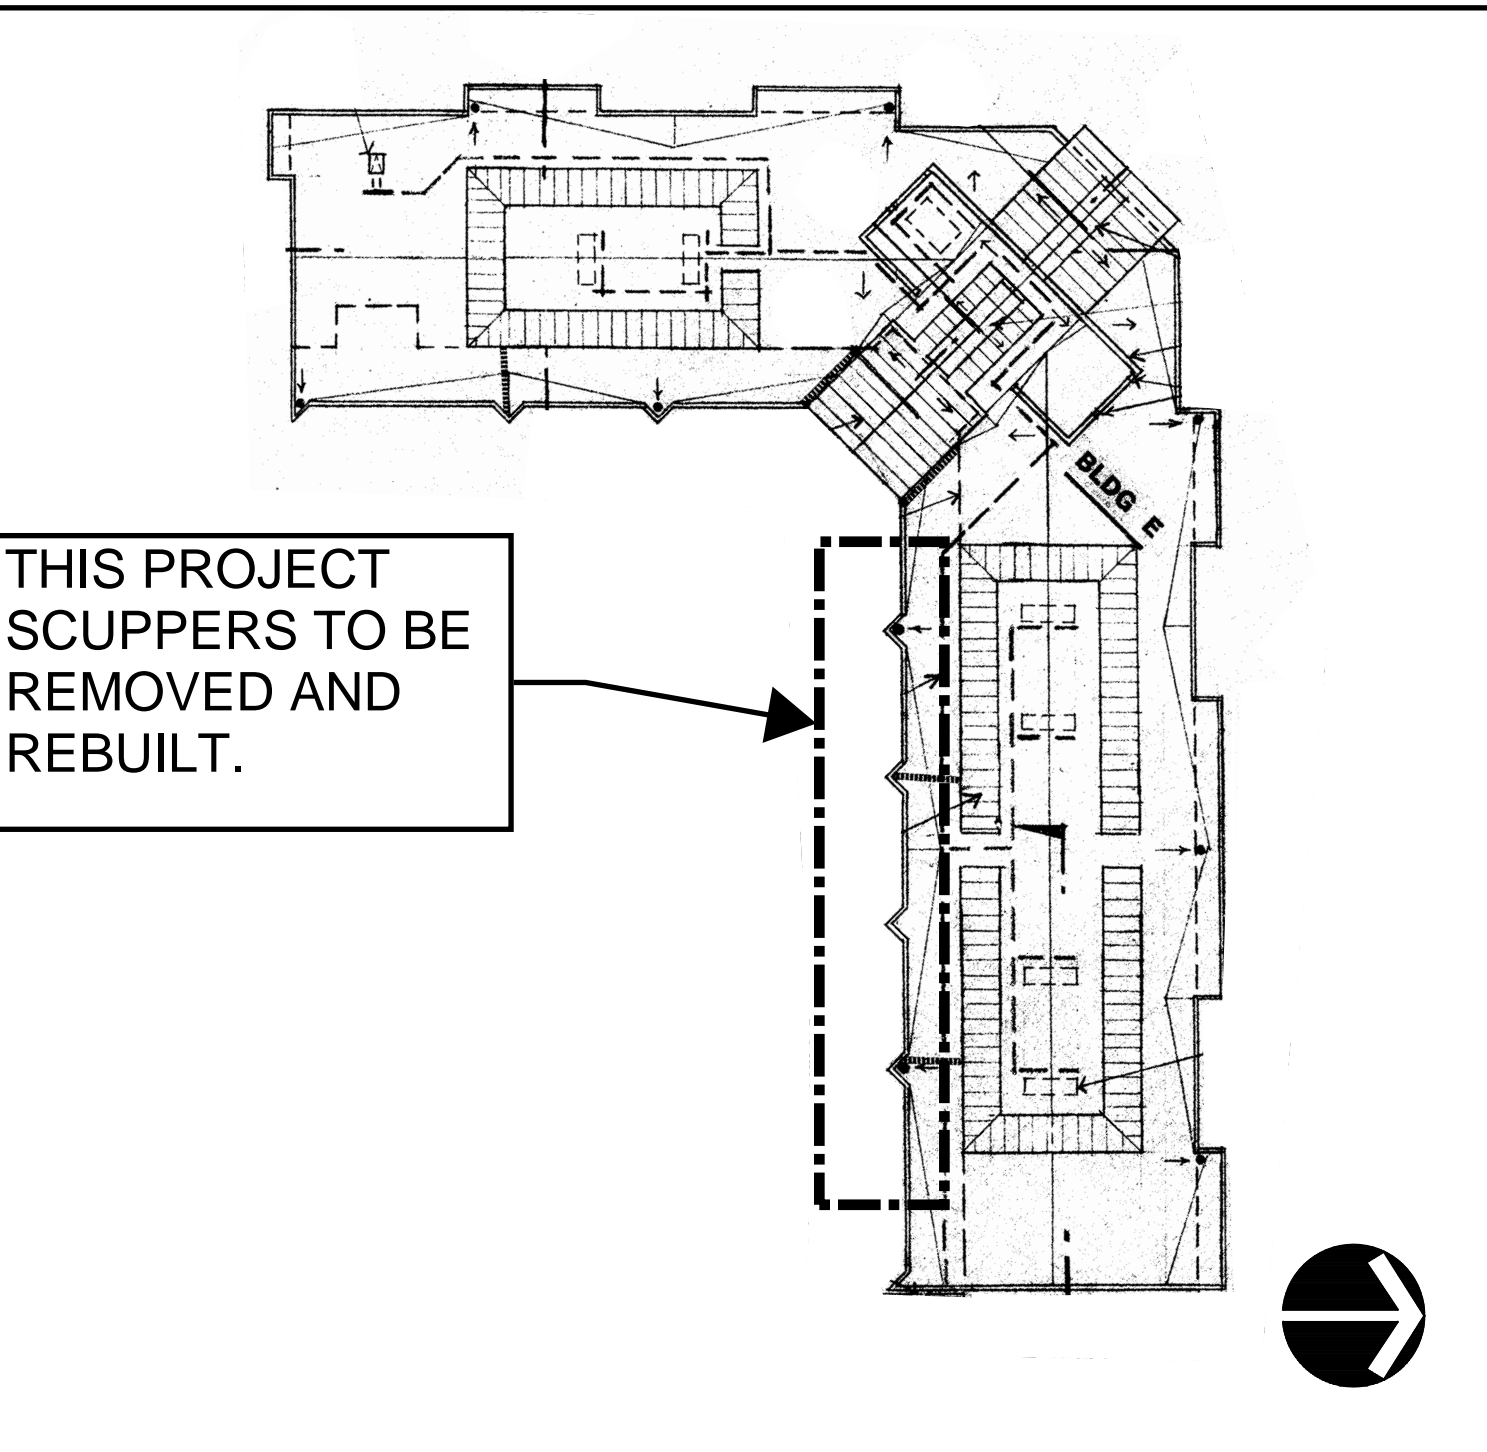 BLDG E
THIS PROJECT
SCUPPERS TO BE
REMOVED AND
REBUILT.